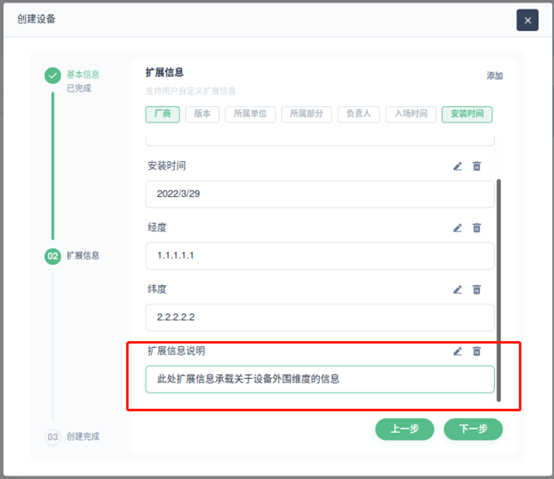 创建设备
基本信息
已完成
02 扩展信息
03 创建完成
扩展信息
添加
支持用户自定义扩展信息
厂商 版本 所属单位 所属部分 负责人 入场时间 安装时间
安装时间
2022/3/29
经度
1.1.1.1.1
纬度
2.2.2.2.2
扩展信息说明
此处扩展信息承载关于设备外围维度的信息
上一步 下一步